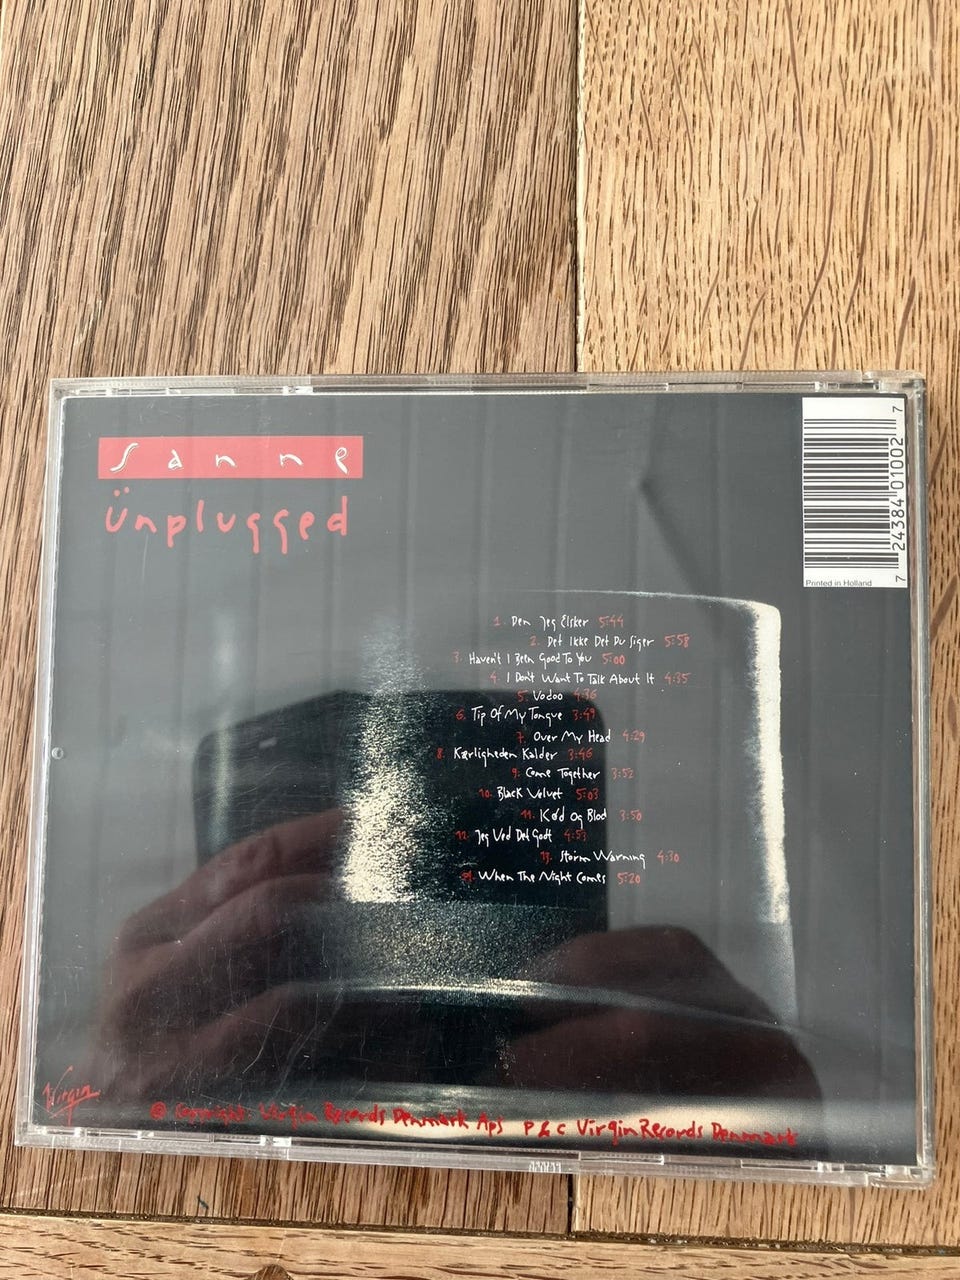 Sanne
Ünplugged
7 24384 01002 7
Printed in Holland
1. Den Jeg Elsker 5:44
2. Det Ikke Det Du Siger 5:58
3. Haven't I Been Good To You 5:00
4. I Don't Want To Talk About It 4:35
5. Vodoo 4:36
6. Tip Of My Tongue 3:49
7. Over My Head 4:29
8. Kærligheden Kalder 3:46
9. Come Together 3:52
10. Black Velvet 5:03
11. Kød Og Blod 3:50
12. Jeg Ved Det Godt 4:53
13. Storm Warning 4:30
14. When The Night Comes 5:20
Virgin
© Copyright: Virgin Records Denmark Aps P & C Virgin Records Denmark